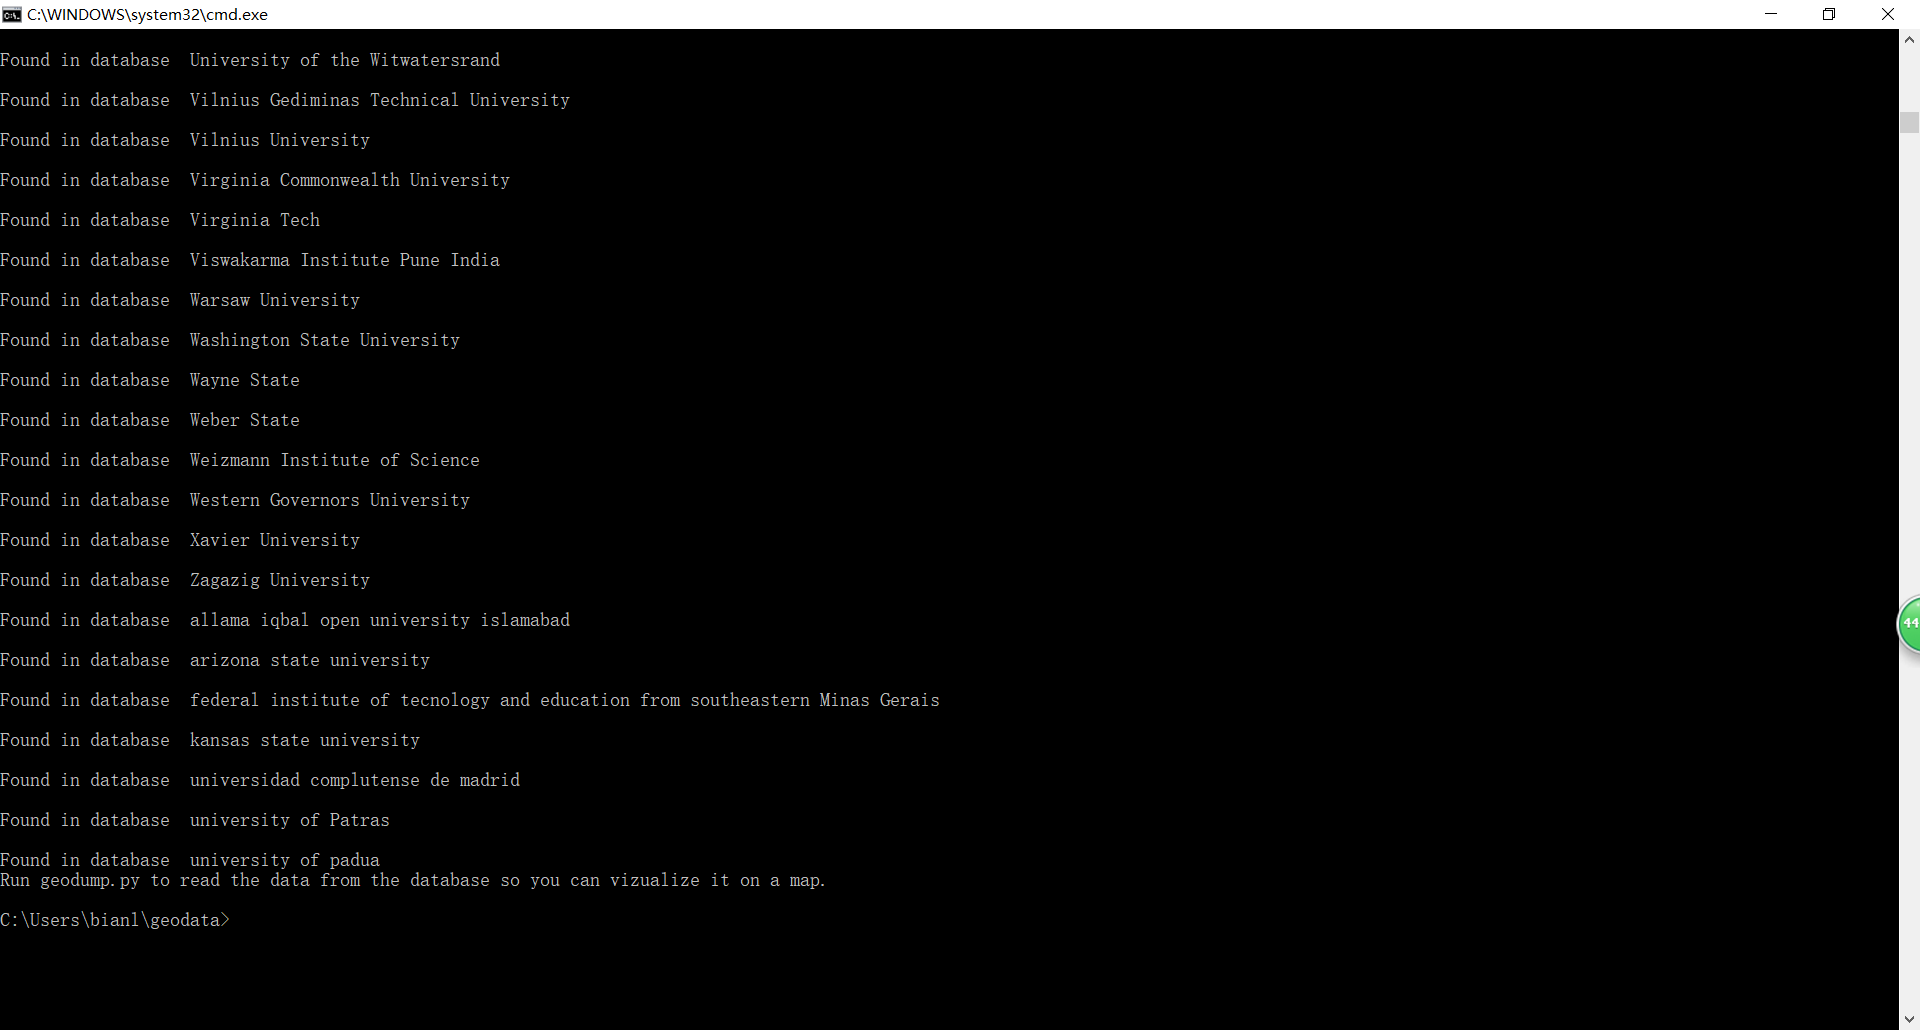 C:\WINDOWS\system32\cmd.exe
Found in database  University of the Witwatersrand
Found in database  Vilnius Gediminas Technical University
Found in database  Vilnius University
Found in database  Virginia Commonwealth University
Found in database  Virginia Tech
Found in database  Viswakarma Institute Pune India
Found in database  Warsaw University
Found in database  Washington State University
Found in database  Wayne State
Found in database  Weber State
Found in database  Weizmann Institute of Science
Found in database  Western Governors University
Found in database  Xavier University
Found in database  Zagazig University
Found in database  allama iqbal open university islamabad
44
Found in database  arizona state university
Found in database  federal institute of tecnology and education from southeastern Minas Gerais
Found in database  kansas state university
Found in database  universidad complutense de madrid
Found in database  university of Patras
Found in database  university of padua
Run geodump.py to read the data from the database so you can vizualize it on a map.
C:\Users\bianl\geodata>